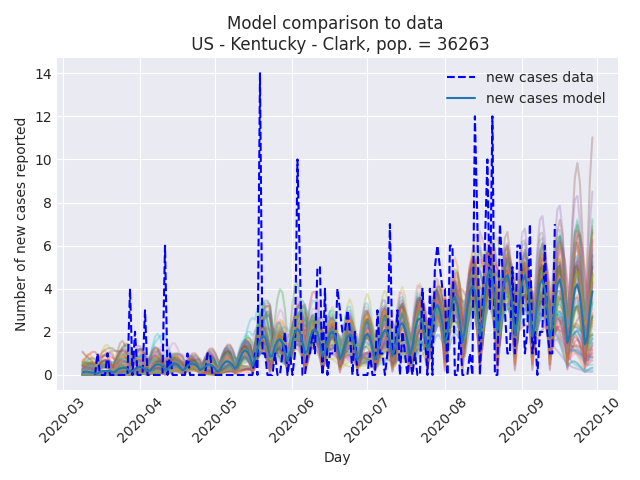 Model comparison to data
US - Kentucky - Clark, pop. = 36263
new cases data
new cases model
Number of new cases reported
14
12
10
8
6
4
2
0
2020-03
2020-04
2020-05
2020-06
2020-07
2020-08
2020-09
2020-10
Day